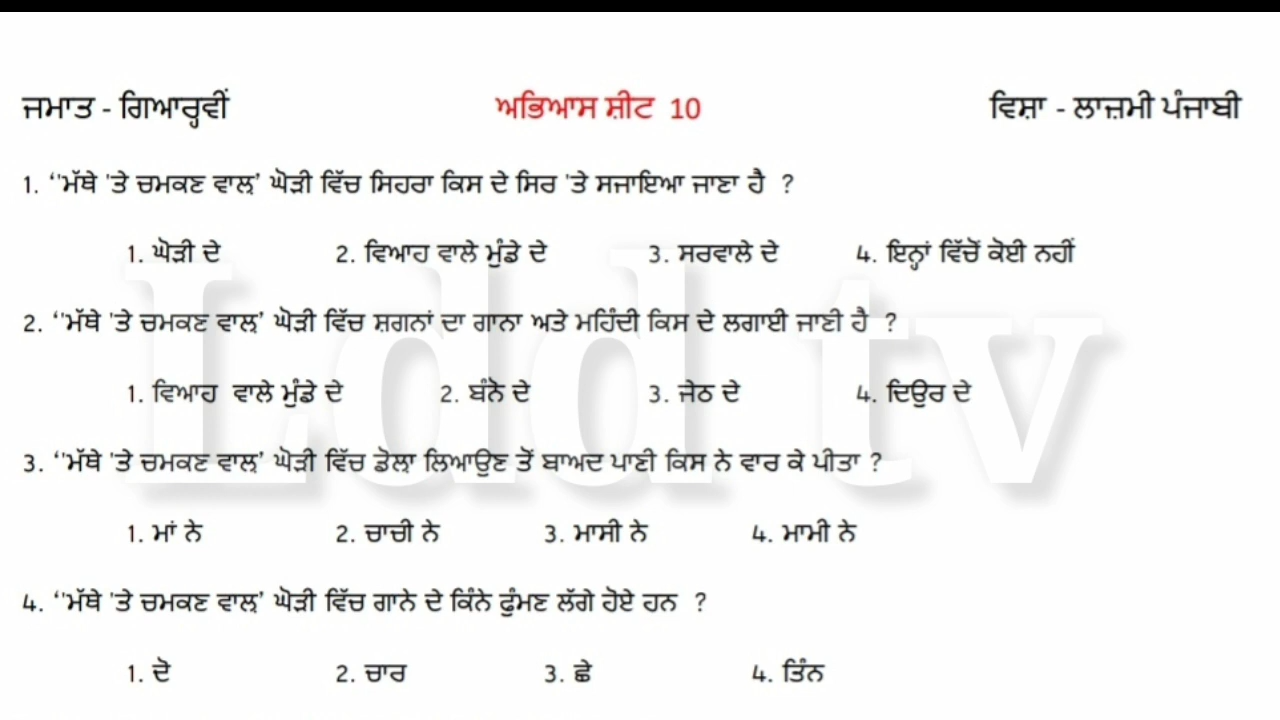 ਜਮਾਤ - ਗਿਆਰ੍ਹਵੀਂ ਅਭਿਆਸ ਸ਼ੀਟ 10 ਵਿਸ਼ਾ - ਲਾਜ਼ਮੀ ਪੰਜਾਬੀ
1. ‘'ਮੱਥੇ 'ਤੇ ਚਮਕਣ ਵਾਲ਼' ਘੋੜੀ ਵਿੱਚ ਸਿਹਰਾ ਕਿਸ ਦੇ ਸਿਰ 'ਤੇ ਸਜਾਇਆ ਜਾਣਾ ਹੈ ?
1. ਘੋੜੀ ਦੇ 2. ਵਿਆਹ ਵਾਲੇ ਮੁੰਡੇ ਦੇ 3. ਸਰਵਾਲੇ ਦੇ 4. ਇਨ੍ਹਾਂ ਵਿੱਚੋਂ ਕੋਈ ਨਹੀਂ
2. ‘'ਮੱਥੇ 'ਤੇ ਚਮਕਣ ਵਾਲ਼' ਘੋੜੀ ਵਿੱਚ ਸ਼ਗਨਾਂ ਦਾ ਗਾਨਾ ਅਤੇ ਮਹਿੰਦੀ ਕਿਸ ਦੇ ਲਗਾਈ ਜਾਣੀ ਹੈ ?
1. ਵਿਆਹ ਵਾਲੇ ਮੁੰਡੇ ਦੇ 2. ਬੰਨੋ ਦੇ 3. ਜੇਠ ਦੇ 4. ਦਿਉਰ ਦੇ
3. ‘'ਮੱਥੇ 'ਤੇ ਚਮਕਣ ਵਾਲ਼' ਘੋੜੀ ਵਿੱਚ ਡੋਲਾ ਲਿਆਉਣ ਤੋਂ ਬਾਅਦ ਪਾਣੀ ਕਿਸ ਨੇ ਵਾਰ ਕੇ ਪੀਤਾ ?
1. ਮਾਂ ਨੇ 2. ਚਾਚੀ ਨੇ 3. ਮਾਸੀ ਨੇ 4. ਮਾਮੀ ਨੇ
4. ‘'ਮੱਥੇ 'ਤੇ ਚਮਕਣ ਵਾਲ਼' ਘੋੜੀ ਵਿੱਚ ਗਾਨੇ ਦੇ ਕਿੰਨੇ ਫੁੰਮਣ ਲੱਗੇ ਹੋਏ ਹਨ ?
1. ਦੋ 2. ਚਾਰ 3. ਛੇ 4. ਤਿੰਨ
Ldd tv